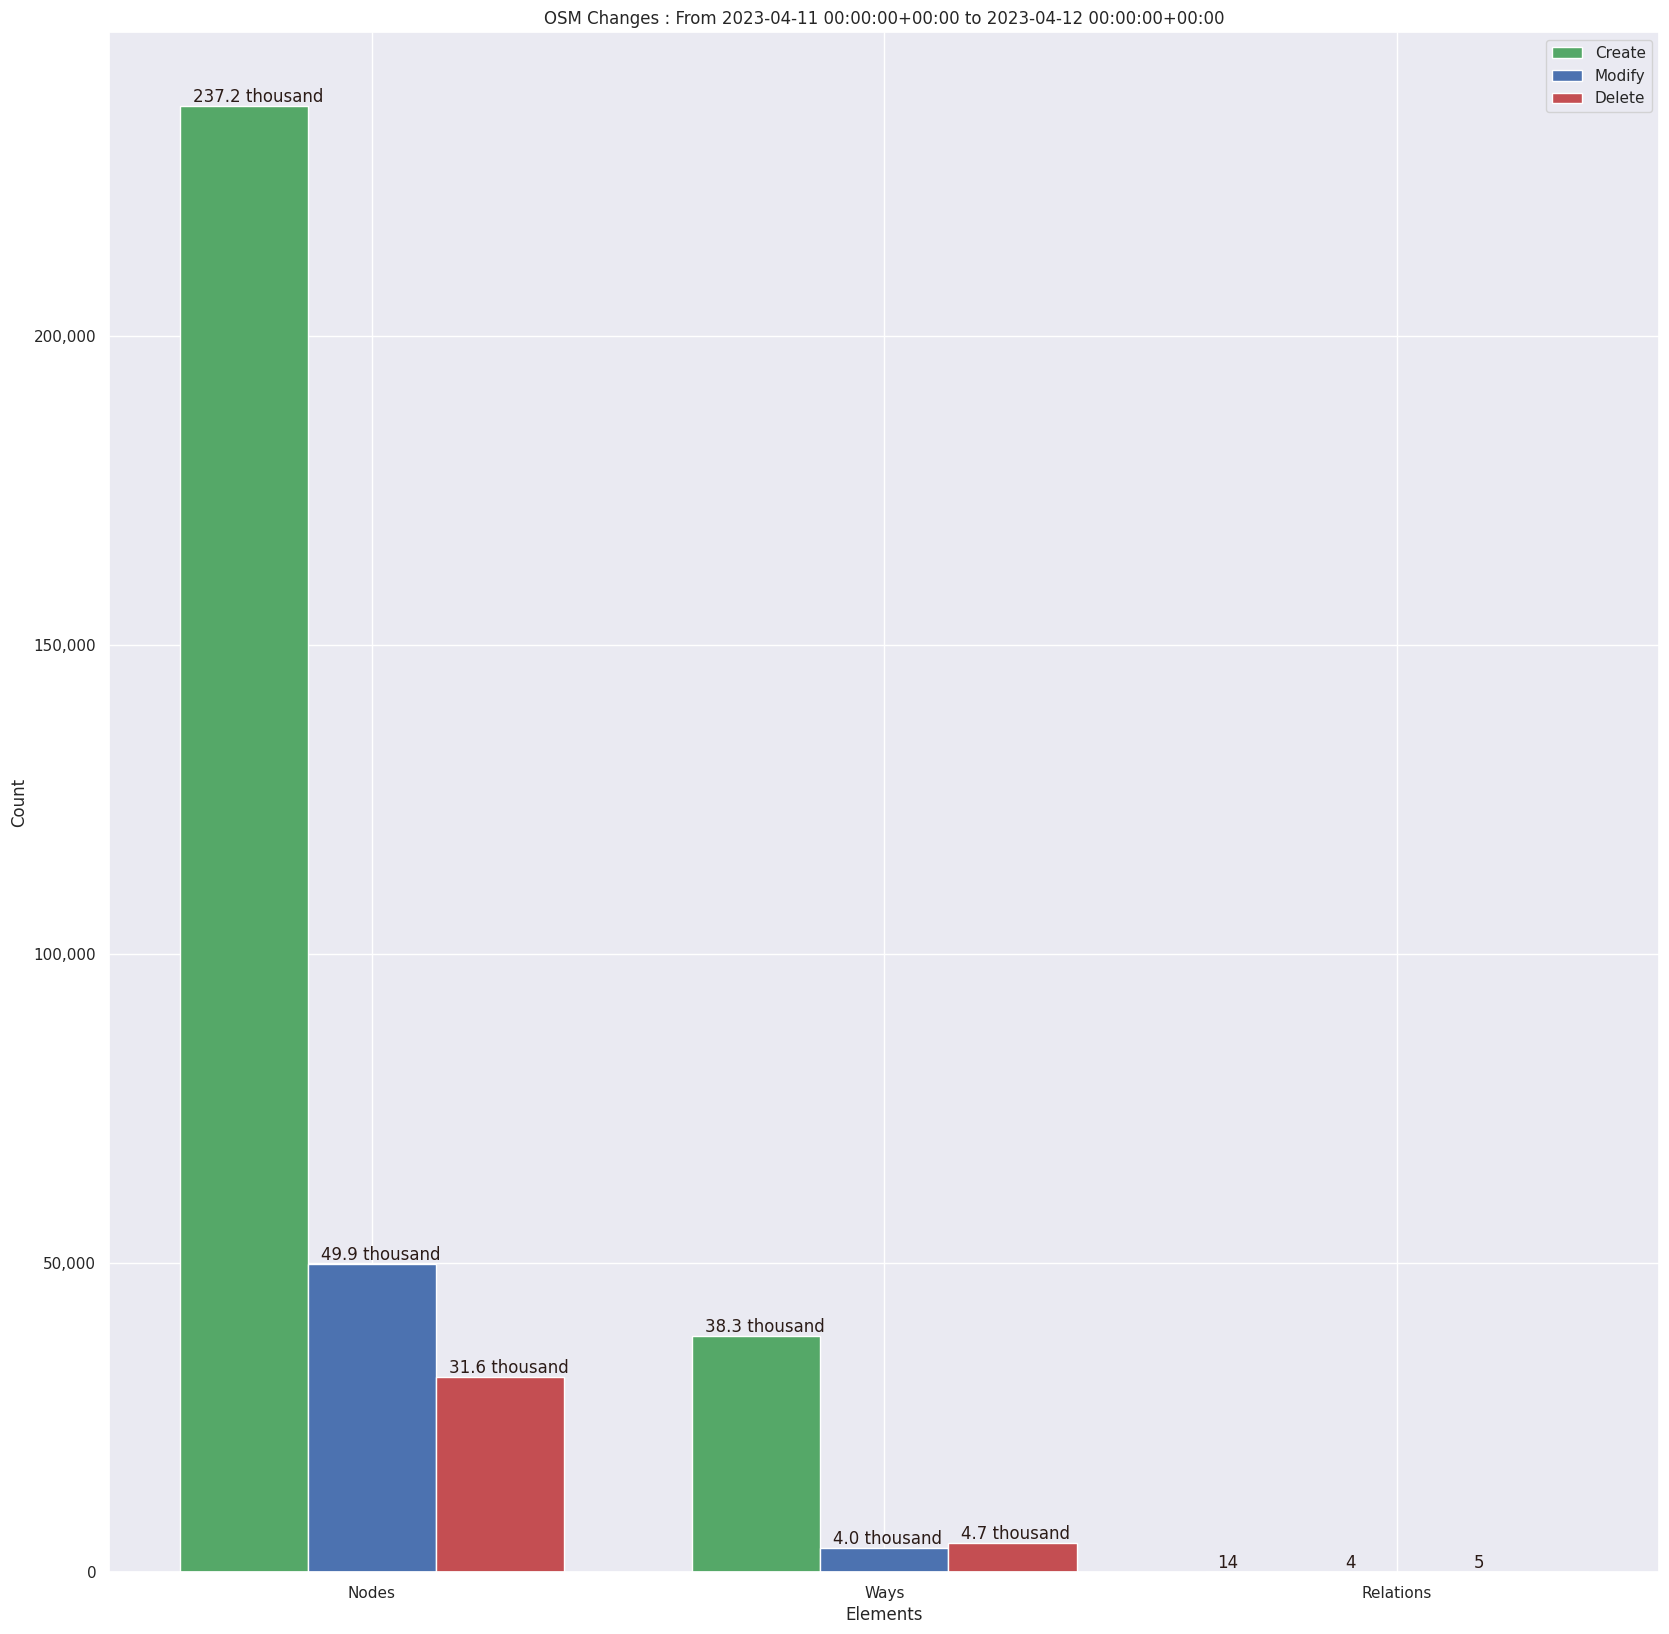 OSM Changes : From 2023-04-11 00:00:00+00:00 to 2023-04-12 00:00:00+00:00
Create
Modify
Delete
237.2 thousand
200,000
150,000
Count
100,000
50,000
49.9 thousand
38.3 thousand
31.6 thousand
4.0 thousand
4.7 thousand
14
4
5
0
Nodes
Ways
Relations
Elements